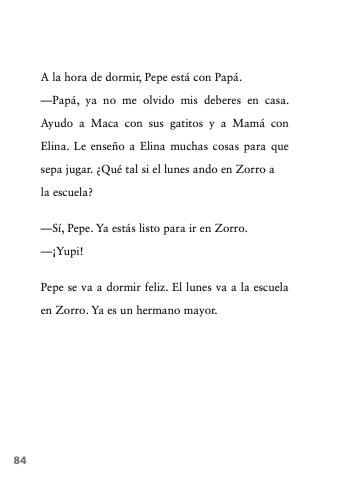 A la hora de dormir, Pepe está con Papá.
—Papá, ya no me olvido mis deberes en casa.
Ayudo a Maca con sus gatitos y a Mamá con
Elina. Le enseño a Elina muchas cosas para que
sepa jugar. ¿Qué tal si el lunes ando en Zorro a
la escuela?
—Sí, Pepe. Ya estás listo para ir en Zorro.
—¡Yupi!
Pepe se va a dormir feliz. El lunes va a la escuela
en Zorro. Ya es un hermano mayor.
84